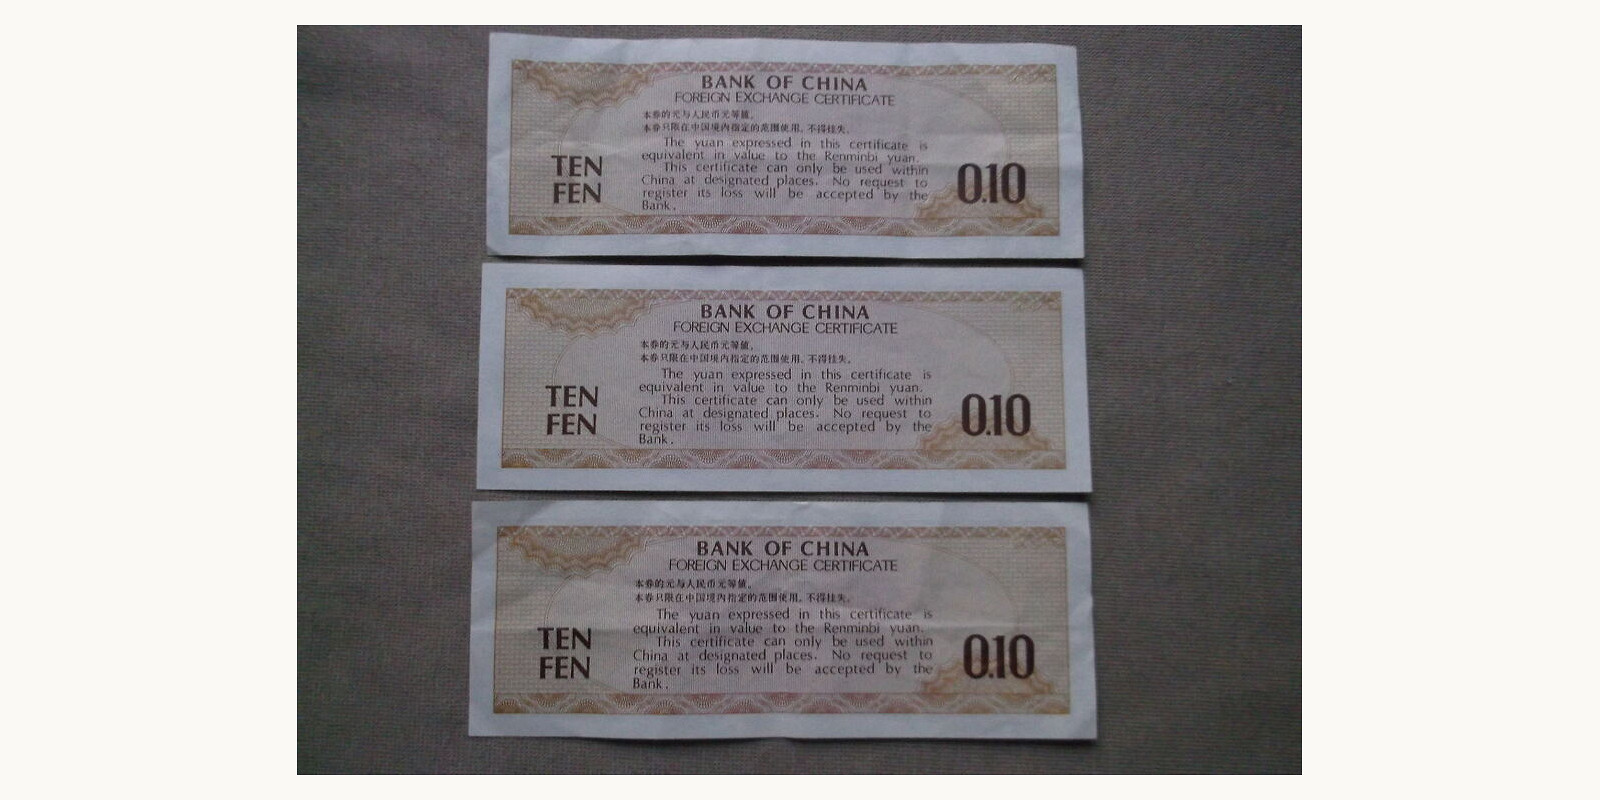 BANK OF CHINA
FOREIGN EXCHANGE CERTIFICATE
本券的元与人民币元等值。
本券只限在中国境内指定的范围使用，不得挂失。
The yuan expressed in this certificate is
equivalent in value to the Renminbi yuan.
This certificate can only be used within
China at designated places. No request to
register its loss will be accepted by the
Bank.
TEN
FEN
0.10
BANK OF CHINA
FOREIGN EXCHANGE CERTIFICATE
本券的元与人民币元等值。
本券只限在中国境内指定的范围使用，不得挂失。
The yuan expressed in this certificate is
equivalent in value to the Renminbi yuan.
This certificate can only be used within
China at designated places. No request to
register its loss will be accepted by the
Bank.
TEN
FEN
0.10
BANK OF CHINA
FOREIGN EXCHANGE CERTIFICATE
本券的元与人民币元等值。
本券只限在中国境内指定的范围使用，不得挂失。
The yuan expressed in this certificate is
equivalent in value to the Renminbi yuan.
This certificate can only be used within
China at designated places. No request to
register its loss will be accepted by the
Bank.
TEN
FEN
0.10